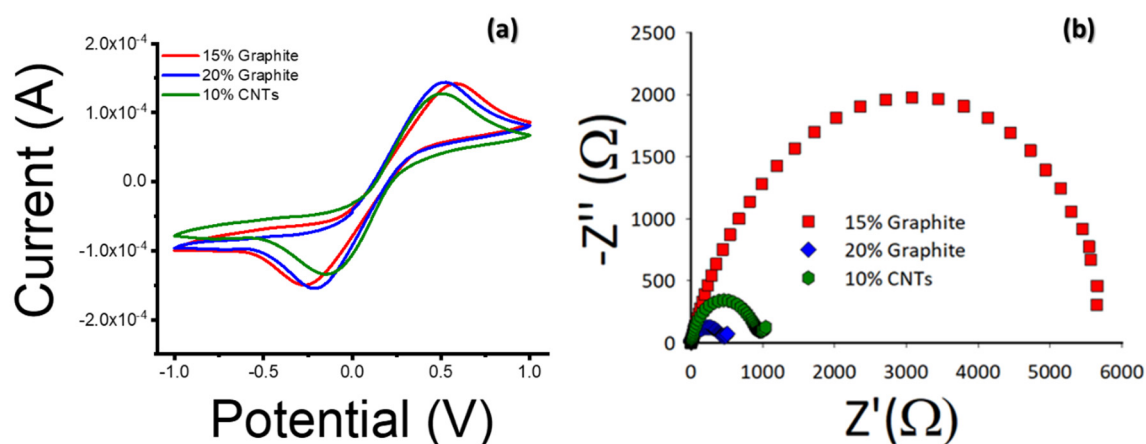 (a)
2.0x10⁻⁴
1.0x10⁻⁴
0.0
-1.0x10⁻⁴
-2.0x10⁻⁴
Current (A)
15% Graphite
20% Graphite
10% CNTs
-1.0
-0.5
0.0
0.5
1.0
Potential (V)
(b)
2500
2000
1500
1000
500
0
-Z''(Ω)
15% Graphite
20% Graphite
10% CNTs
0
1000
2000
3000
4000
5000
6000
Z'(Ω)